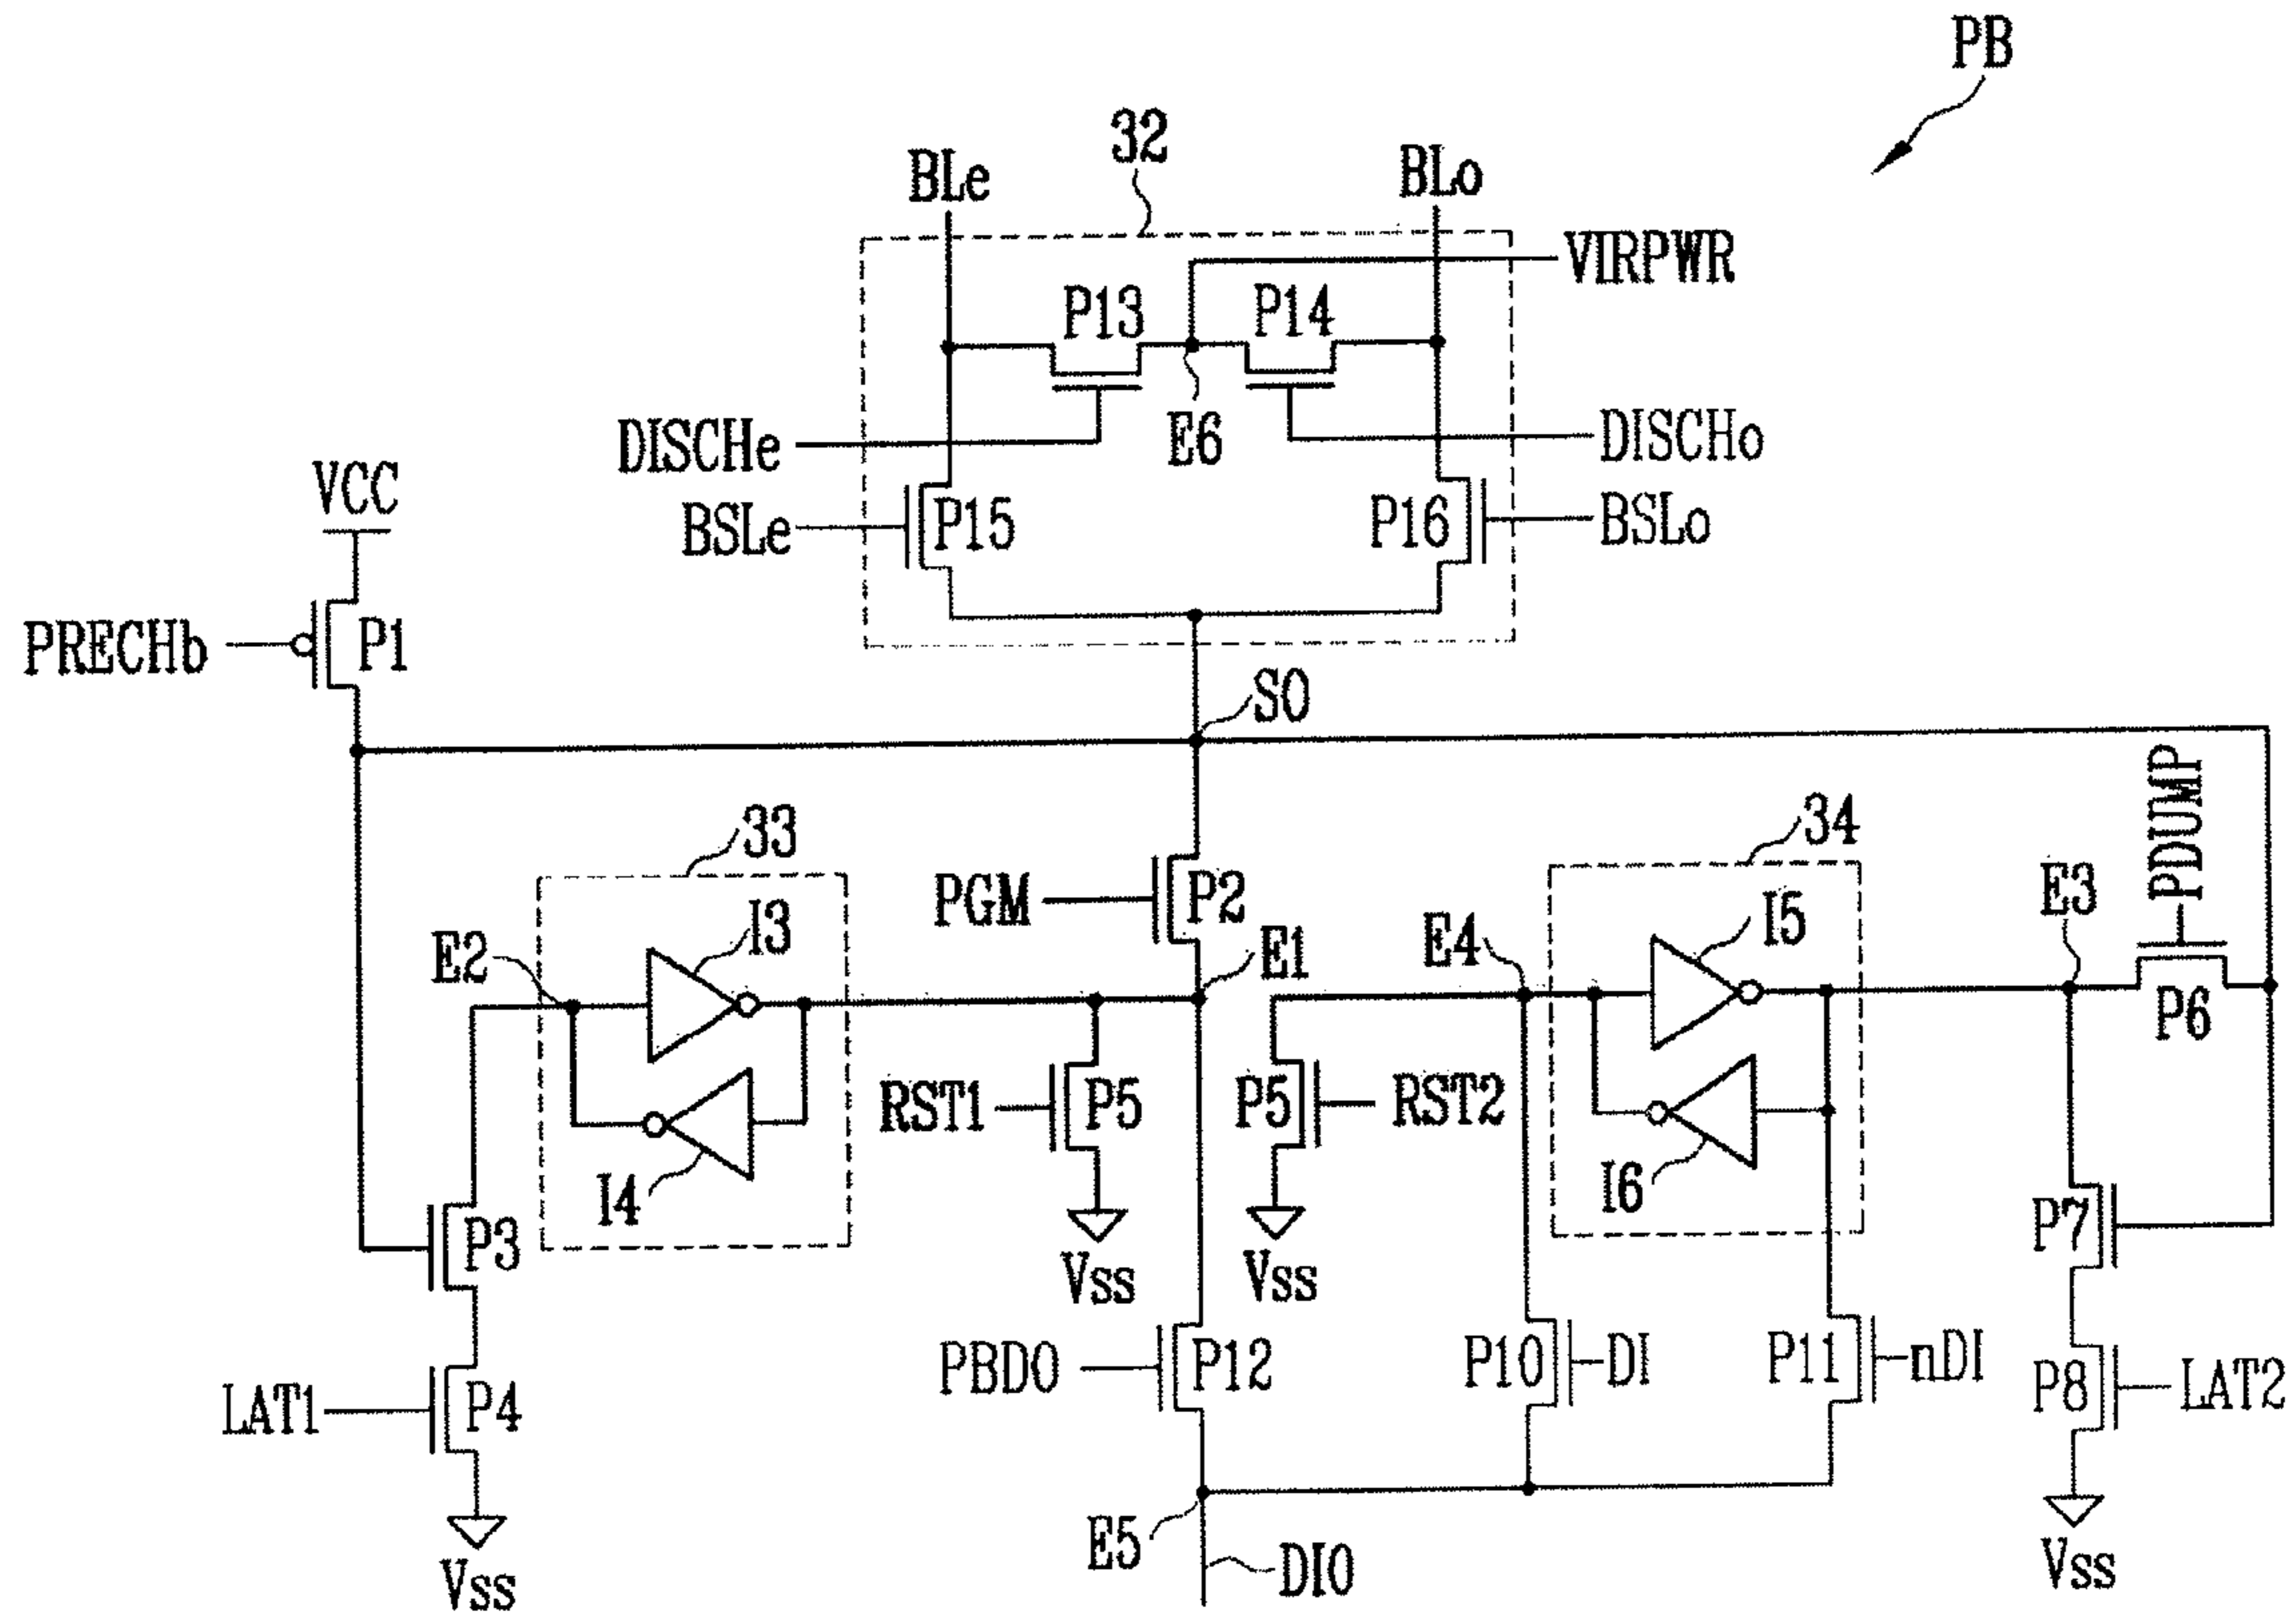 PB
32
BLe
BLo
VIRPWR
P13
P14
E6
DISCHe
DISCHo
BSLe
P15
P16
BSLo
VCC
PRECHb
P1
SO
PDUMP
33
34
PGM
P2
E3
I3
I5
E2
E1
E4
P6
RST1
P5
P5
RST2
I4
I6
P3
P7
Vss
Vss
PBDO
P12
P10
DI
P11
nDI
LAT1
P4
P8
LAT2
E5
DIO
Vss
Vss